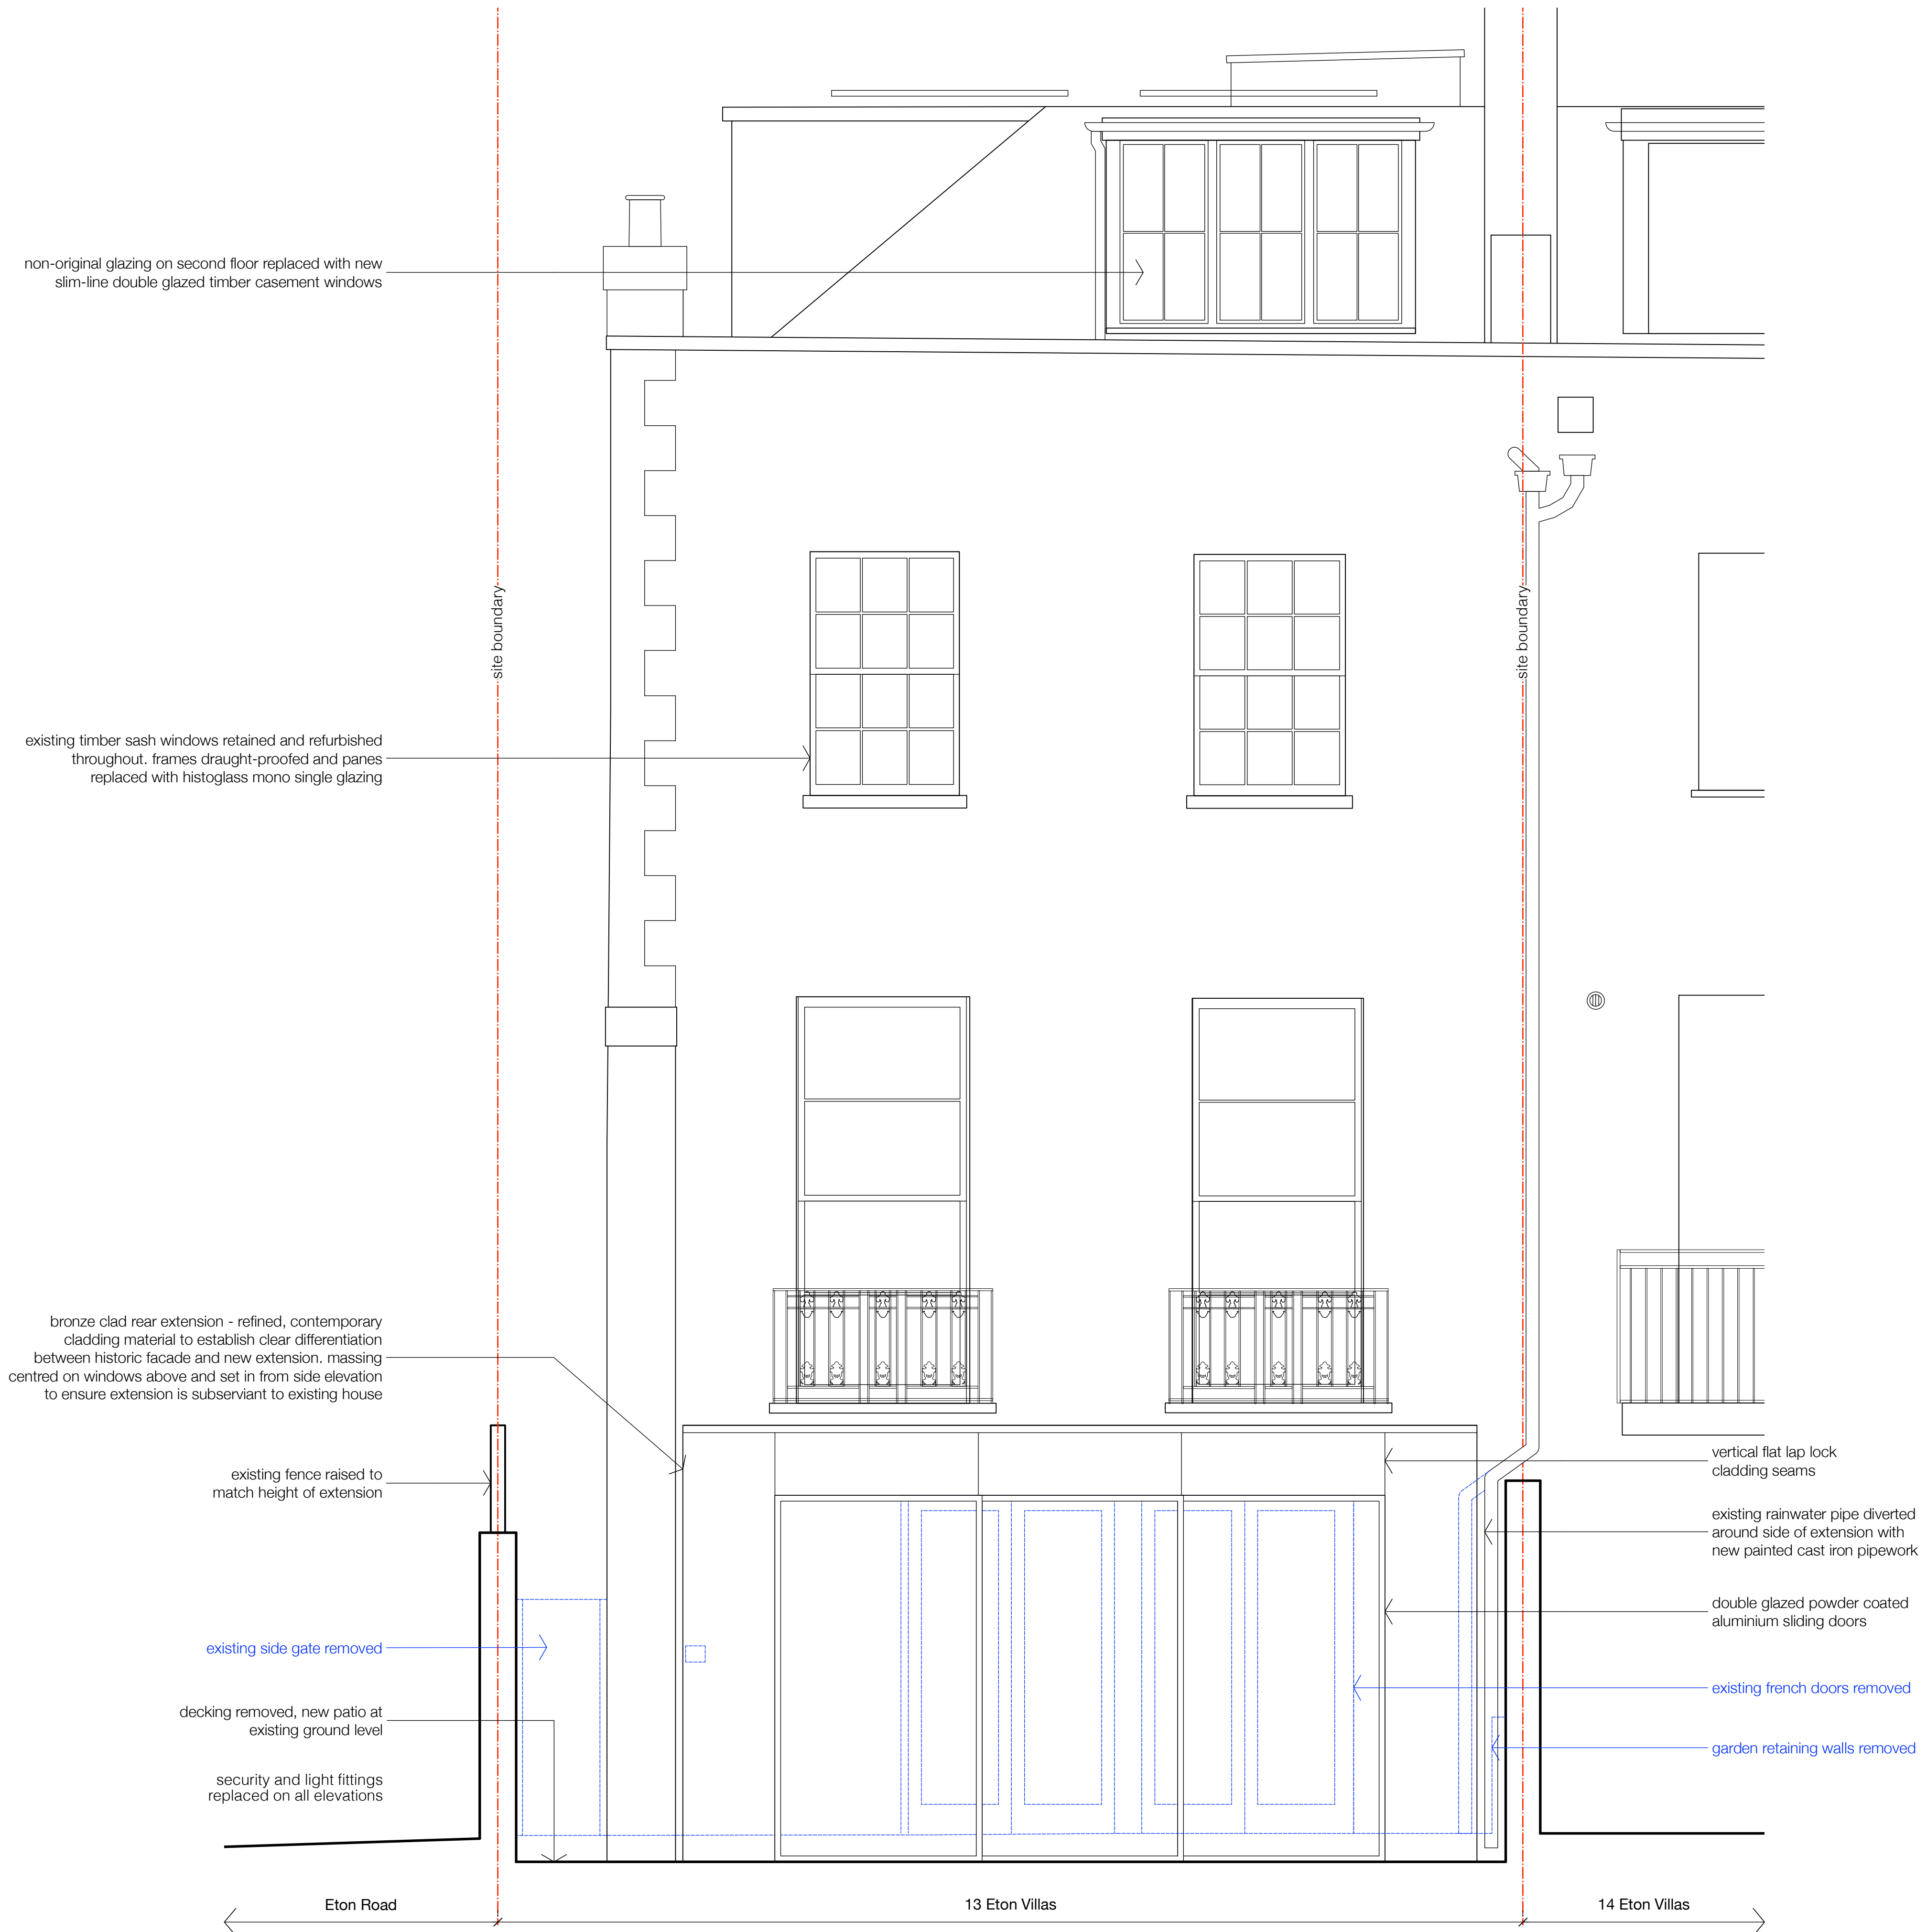 non-original glazing on second floor replaced with new
slim-line double glazed timber casement windows
site boundary
site boundary
existing timber sash windows retained and refurbished
throughout. frames draught-proofed and panes
replaced with histoglass mono single glazing
bronze clad rear extension - refined, contemporary
cladding material to establish clear differentiation
between historic facade and new extension. massing
centred on windows above and set in from side elevation
to ensure extension is subserviant to existing house
existing fence raised to
match height of extension
existing side gate removed
decking removed, new patio at
existing ground level
security and light fittings
replaced on all elevations
vertical flat lap lock
cladding seams
existing rainwater pipe diverted
around side of extension with
new painted cast iron pipework
double glazed powder coated
aluminium sliding doors
existing french doors removed
garden retaining walls removed
Eton Road
13 Eton Villas
14 Eton Villas